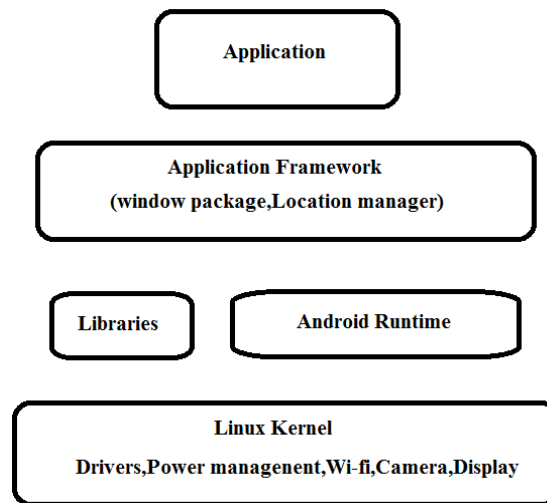 Application
Application Framework
(window package,Location manager)
Libraries
Android Runtime
Linux Kernel
Drivers,Power managenent,Wi-fi,Camera,Display